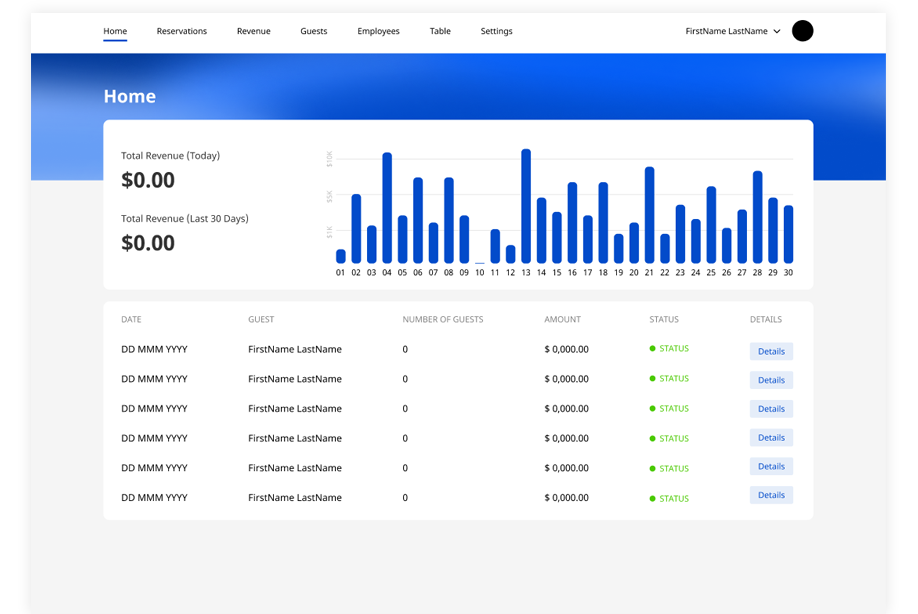 Home Reservations Revenue Guests Employees Table Settings FirstName LastName
Home
Total Revenue (Today)
$0.00
Total Revenue (Last 30 Days)
$0.00
$10K
$5K
$1K
01 02 03 04 05 06 07 08 09 10 11 12 13 14 15 16 17 18 19 20 21 22 23 24 25 26 27 28 29 30
DATE GUEST NUMBER OF GUESTS AMOUNT STATUS DETAILS
DD MMM YYYY FirstName LastName 0 $ 0,000.00 STATUS Details
DD MMM YYYY FirstName LastName 0 $ 0,000.00 STATUS Details
DD MMM YYYY FirstName LastName 0 $ 0,000.00 STATUS Details
DD MMM YYYY FirstName LastName 0 $ 0,000.00 STATUS Details
DD MMM YYYY FirstName LastName 0 $ 0,000.00 STATUS Details
DD MMM YYYY FirstName LastName 0 $ 0,000.00 STATUS Details